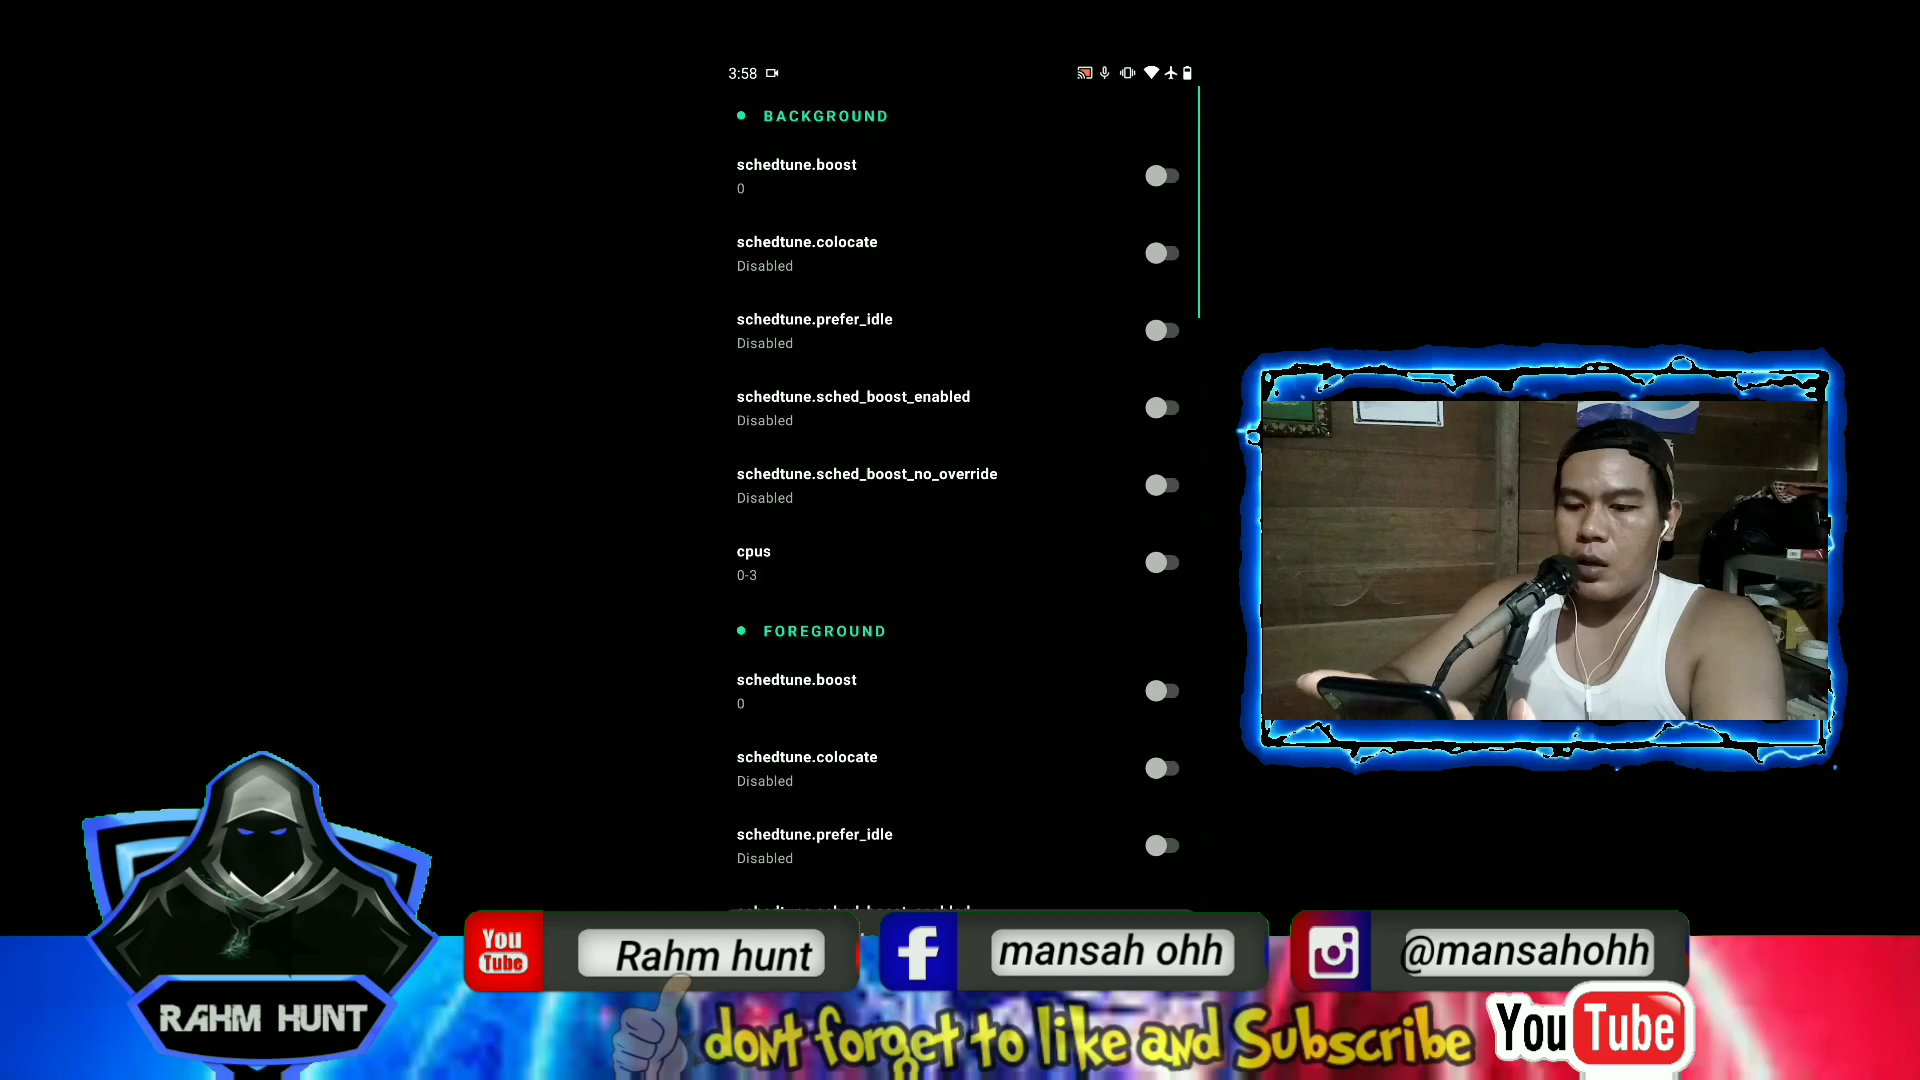 3:58
BACKGROUND
schedtune.boost
0
schedtune.colocate
Disabled
schedtune.prefer_idle
Disabled
schedtune.sched_boost_enabled
Disabled
schedtune.sched_boost_no_override
Disabled
cpus
0-3
FOREGROUND
schedtune.boost
0
schedtune.colocate
Disabled
schedtune.prefer_idle
Disabled
RAHM HUNT
You
Tube
Rahm hunt
f
mansah ohh
@mansahohh
dont forget to like and Subscribe
YouTube